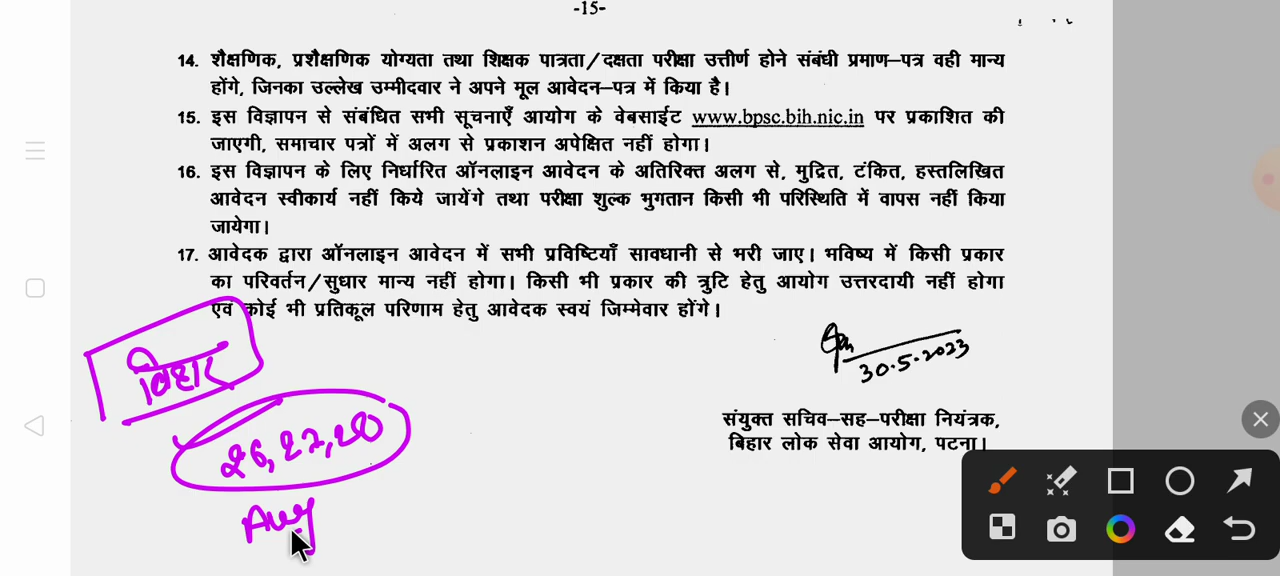 -15-
14. शैक्षणिक, प्रशैक्षणिक योग्यता तथा शिक्षक पात्रता/दक्षता परीक्षा उत्तीर्ण होने संबंधी प्रमाण–पत्र वही मान्य
होंगे, जिनका उल्लेख उम्मीदवार ने अपने मूल आवेदन–पत्र में किया है।
15. इस विज्ञापन से संबंधित सभी सूचनाएँ आयोग के वेबसाईट www.bpsc.bih.nic.in पर प्रकाशित की
जाएगी, समाचार पत्रों में अलग से प्रकाशन अपेक्षित नहीं होगा।
16. इस विज्ञापन के लिए निर्धारित ऑनलाइन आवेदन के अतिरिक्त अलग से, मुद्रित, टंकित, हस्तलिखित
आवेदन स्वीकार्य नहीं किये जायेंगे तथा परीक्षा शुल्क भुगतान किसी भी परिस्थिति में वापस नहीं किया
जायेगा।
17. आवेदक द्वारा ऑनलाइन आवेदन में सभी प्रविष्टियाँ सावधानी से भरी जाए। भविष्य में किसी प्रकार
का परिवर्तन/सुधार मान्य नहीं होगा। किसी भी प्रकार की त्रुटि हेतु आयोग उत्तरदायी नहीं होगा
एवं कोई भी प्रतिकूल परिणाम हेतु आवेदक स्वयं जिम्मेवार होंगे।
30.5.2023
संयुक्त सचिव–सह–परीक्षा नियंत्रक,
बिहार लोक सेवा आयोग, पटना।
बिहार
26, 27, 28
Aug